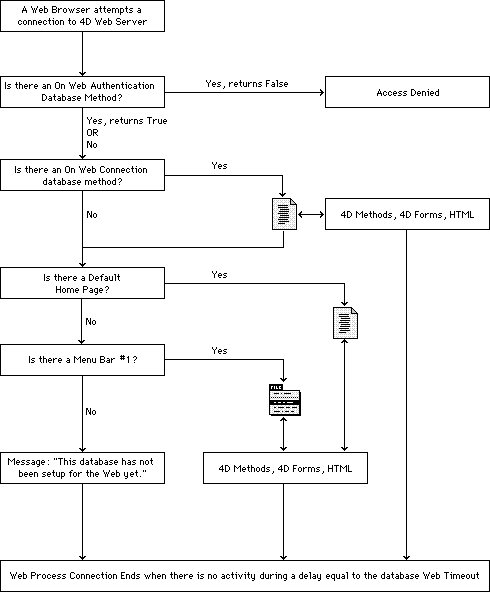 A Web Browser attempts a
connection to 4D Web Server
Is there an On Web Authentication
Database Method?
Yes, returns False
Access Denied
Yes, returns True
OR
No
Is there an On Web Connection
database method?
Yes
No
4D Methods, 4D Forms, HTML
Is there a Default
Home Page?
Yes
No
Is there a Menu Bar #1?
Yes
FILE
No
Message: "This database has not
been setup for the Web yet."
4D Methods, 4D Forms, HTML
Web Process Connection Ends when there is no activity during a delay equal to the database Web Timeout